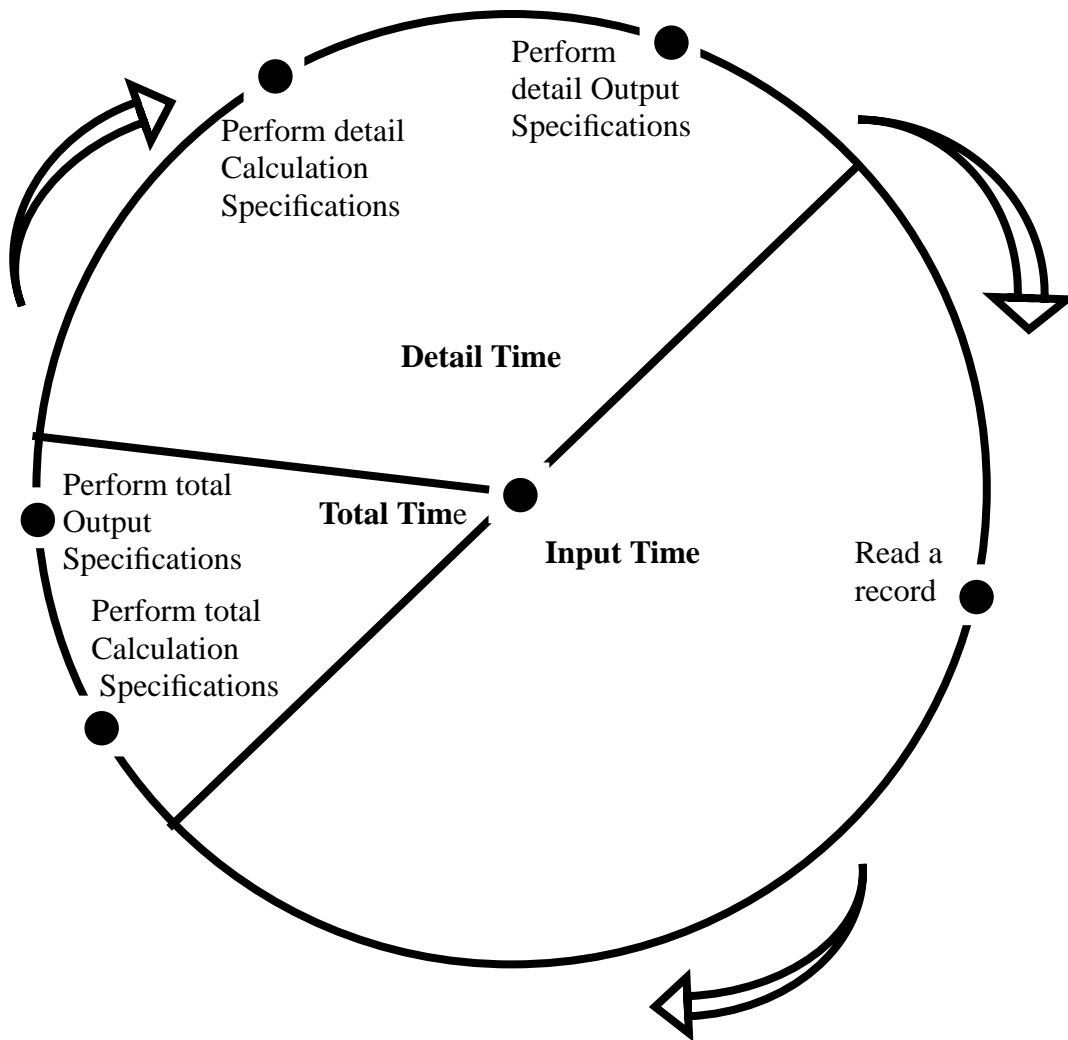 Perform
detail Output
Specifications
Perform detail
Calculation
Specifications
Detail Time
Perform total
Output
Specifications
Total Time
Input Time
Read a
record
Perform total
Calculation
Specifications